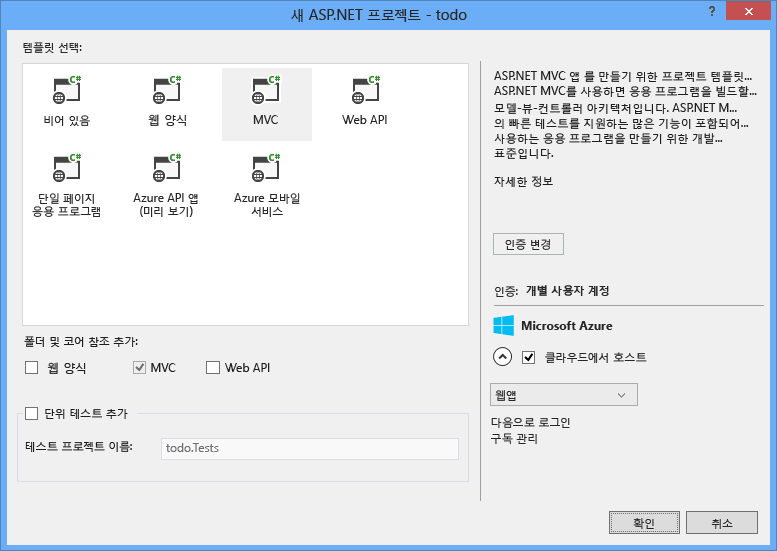 새 ASP.NET 프로젝트 - todo
템플릿 선택:
C# C# C# C#
비어 있음 웹 양식 MVC Web API
C# C# C#
단일 페이지
응용 프로그램
Azure API 앱
(미리 보기)
Azure 모바일
서비스
폴더 및 코어 참조 추가:
웹 양식 MVC Web API
단위 테스트 추가
테스트 프로젝트 이름: todo.Tests
ASP.NET MVC 앱 를 만들기 위한 프로젝트 템플릿...
ASP.NET MVC를 사용하면 응용 프로그램을 빌드할...
모델-뷰-컨트롤러 아키텍처입니다. ASP.NET M...
의 빠른 테스트를 지원하는 많은 기능이 포함되어...
사용하는 응용 프로그램을 만들기 위한 개발...
표준입니다.
자세한 정보
인증 변경
인증: 개별 사용자 계정
Microsoft Azure
클라우드에서 호스트
웹앱
다음으로 로그인
구독 관리
확인 취소